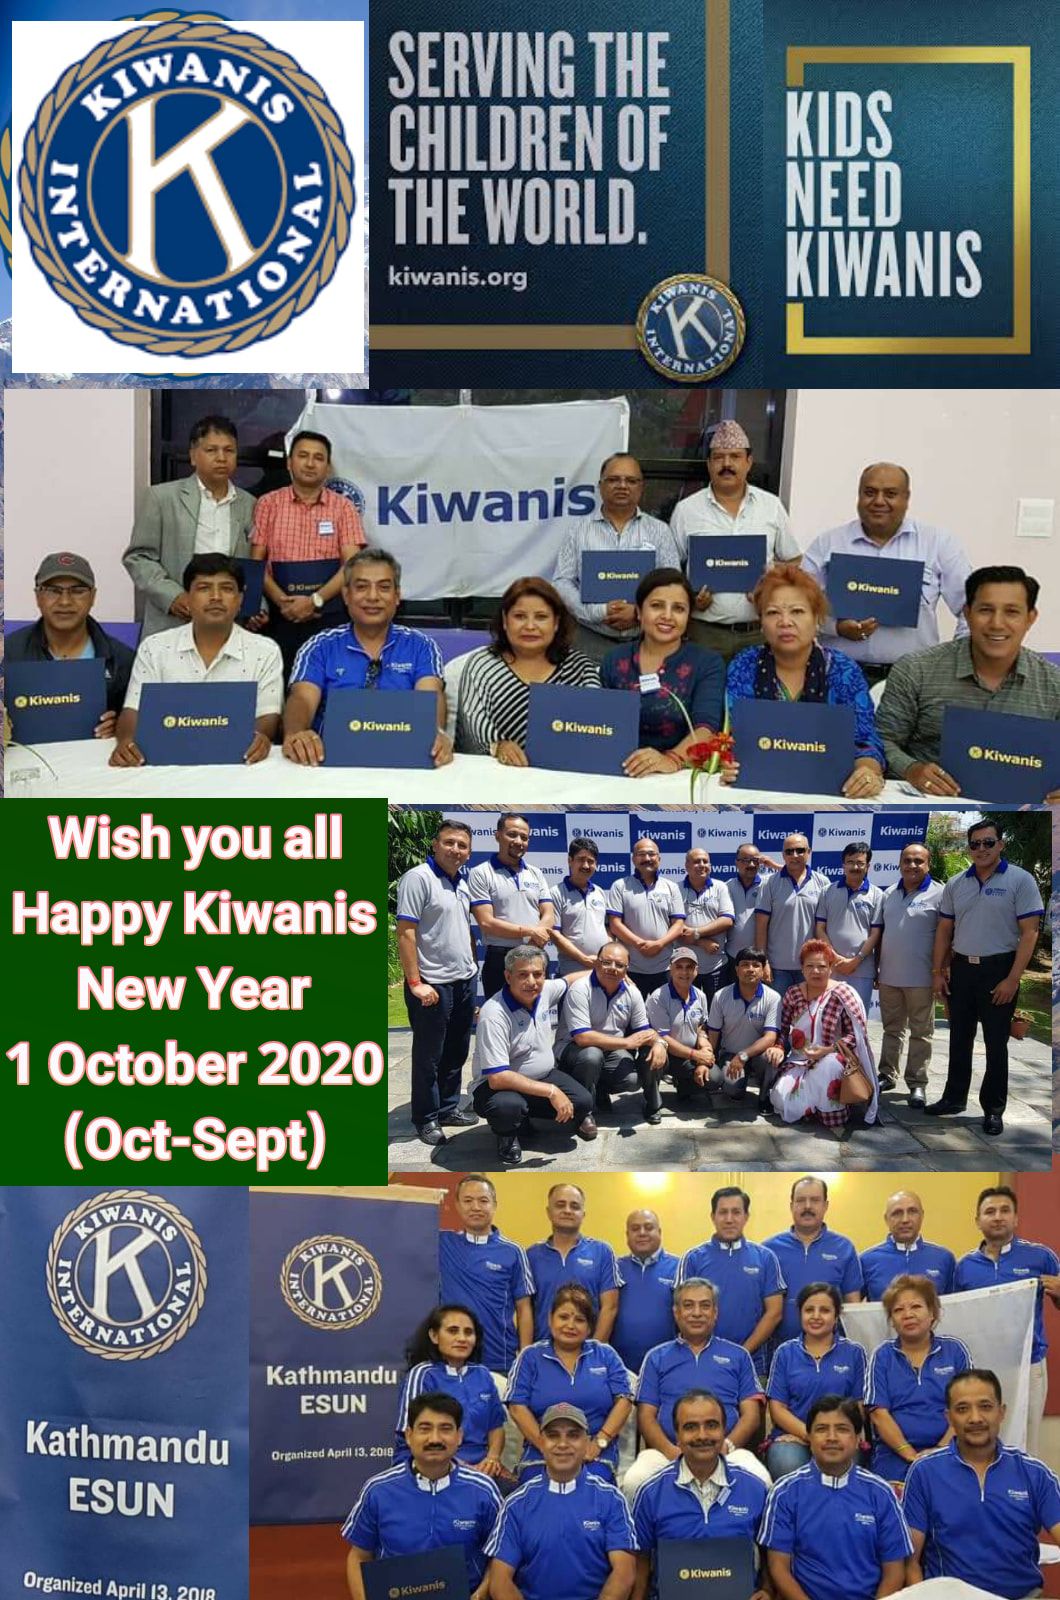 KIWANIS
INTERNATIONAL
K
SERVING THE
CHILDREN OF
THE WORLD.
kiwanis.org
KIWANIS
INTERNATIONAL
K
KIDS
NEED
KIWANIS
Kiwanis
Kiwanis
Kiwanis
Kiwanis
Kiwanis
Kiwanis
Kiwanis
Kiwanis
Kiwanis
Kiwanis
Wish you all
Happy Kiwanis
New Year
1 October 2020
(Oct-Sept)
Kiwanis Kiwanis Kiwanis Kiwanis Kiwanis
KIWANIS
INTERNATIONAL
K
Kathmandu
ESUN
Organized April 13, 2018
KIWANIS
INTERNATIONAL
K
Kathmandu
ESUN
Organized April 13, 2018
Kiwanis
Kiwanis